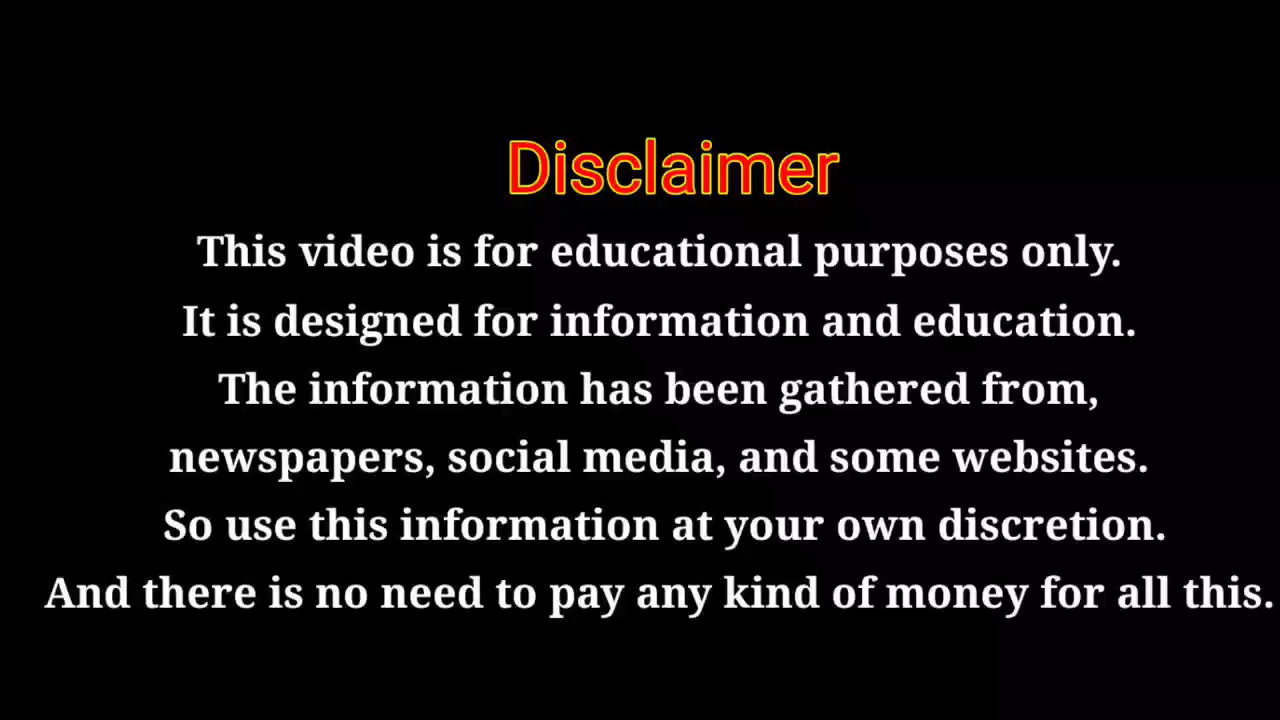 Disclaimer
This video is for educational purposes only.
It is designed for information and education.
The information has been gathered from,
newspapers, social media, and some websites.
So use this information at your own discretion.
And there is no need to pay any kind of money for all this.